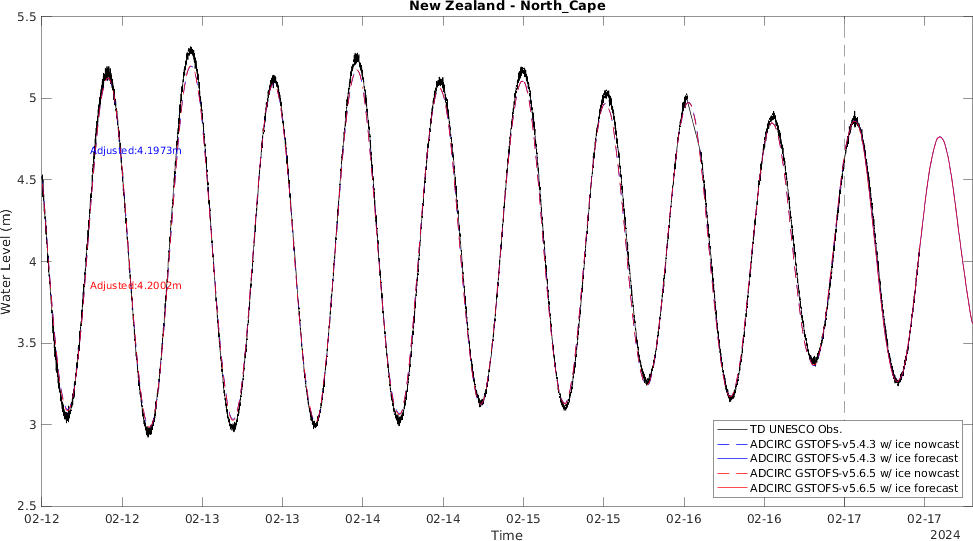 New Zealand - North_Cape
5.5
5
4.5
4
3.5
3
2.5
Water Level (m)
Adjusted:4.1973m
Adjusted:4.2002m
TD UNESCO Obs.
ADCIRC GSTOFS-v5.4.3 w/ ice nowcast
ADCIRC GSTOFS-v5.4.3 w/ ice forecast
ADCIRC GSTOFS-v5.6.5 w/ ice nowcast
ADCIRC GSTOFS-v5.6.5 w/ ice forecast
02-12 02-12 02-13 02-13 02-14 02-14 02-15 02-15 02-16 02-16 02-17 02-17
Time
2024